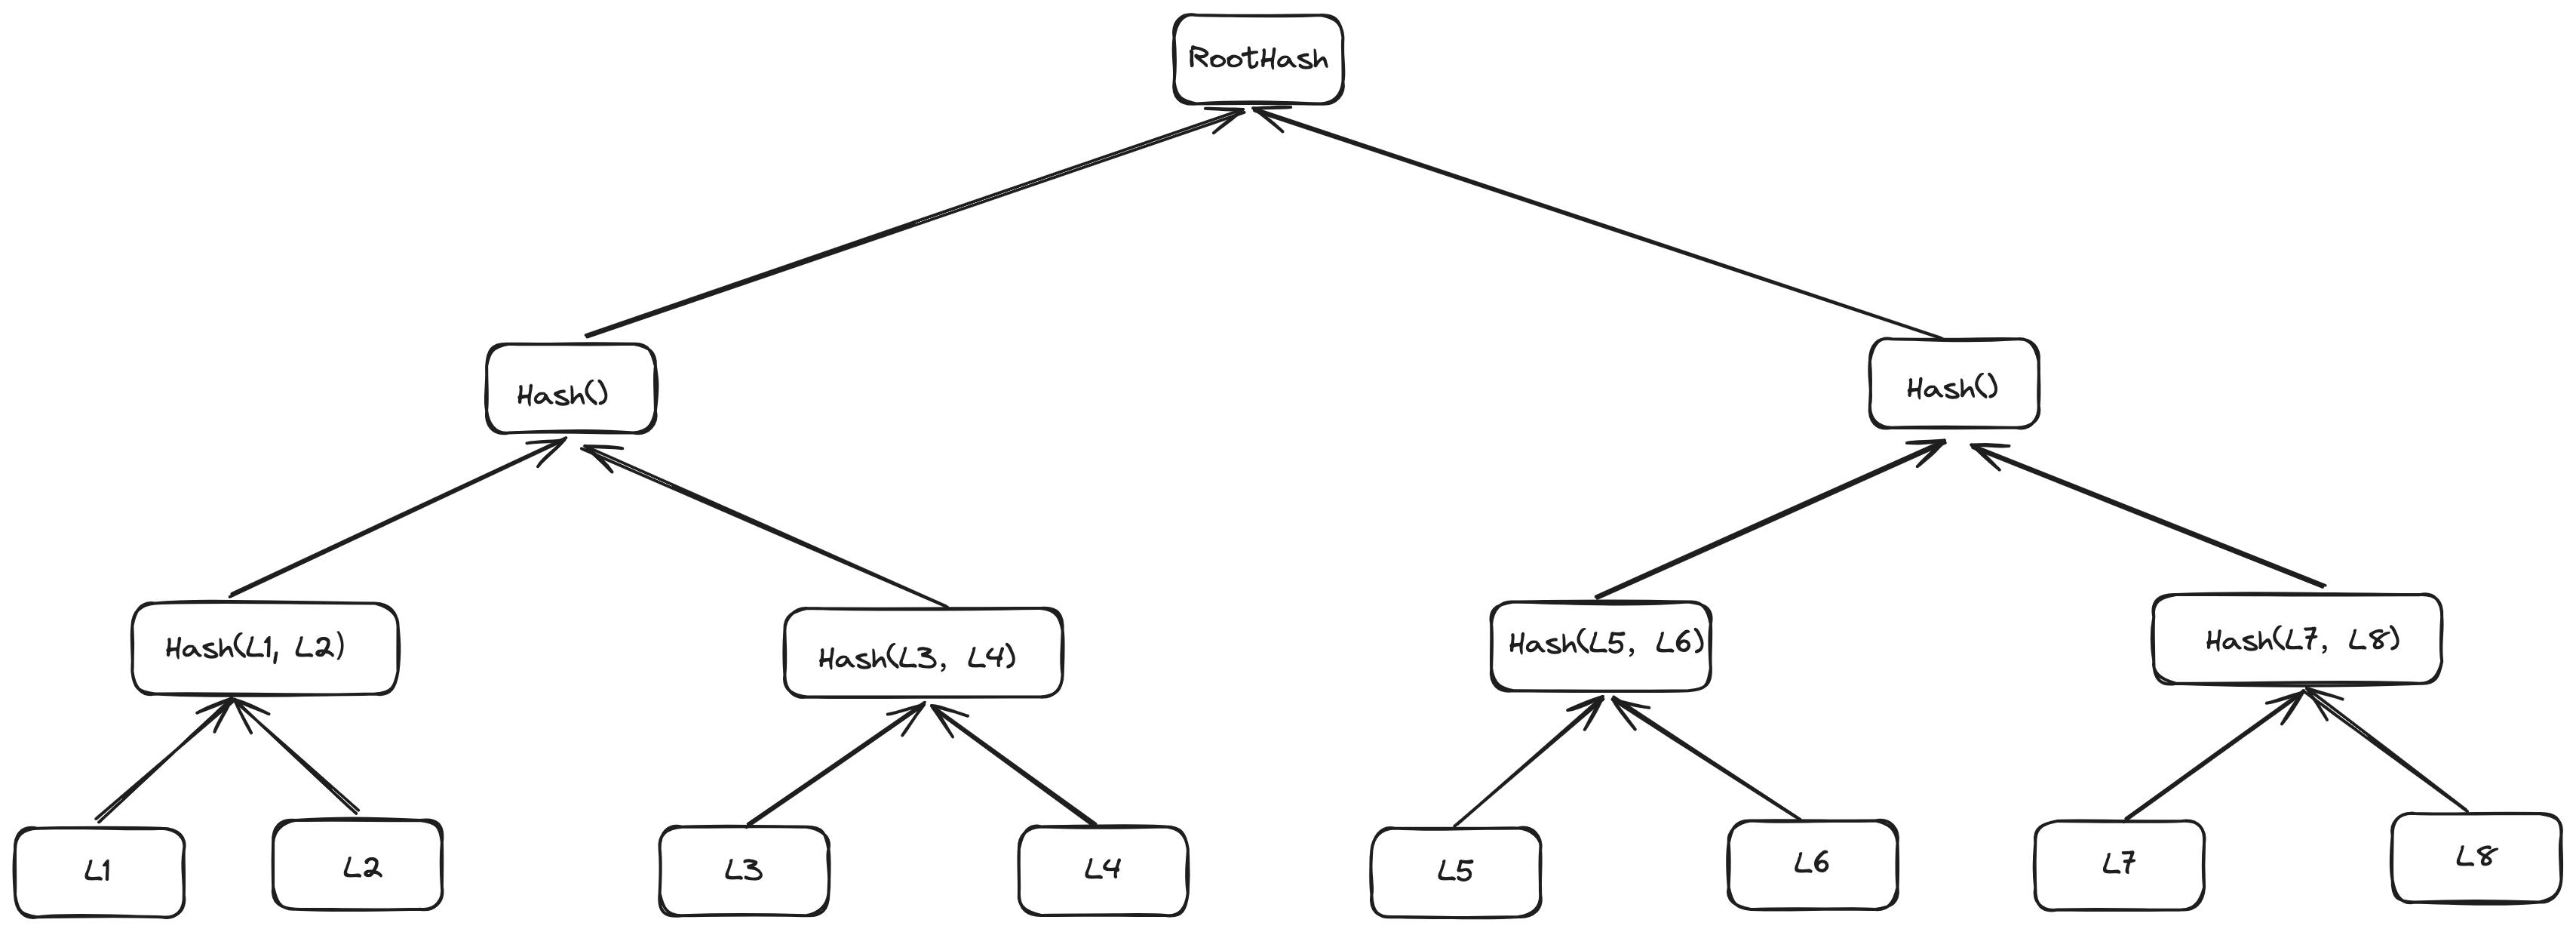 RootHash
Hash()
Hash()
Hash(L1, L2)
Hash(L3, L4)
Hash(L5, L6)
Hash(L7, L8)
L1
L2
L3
L4
L5
L6
L7
L8